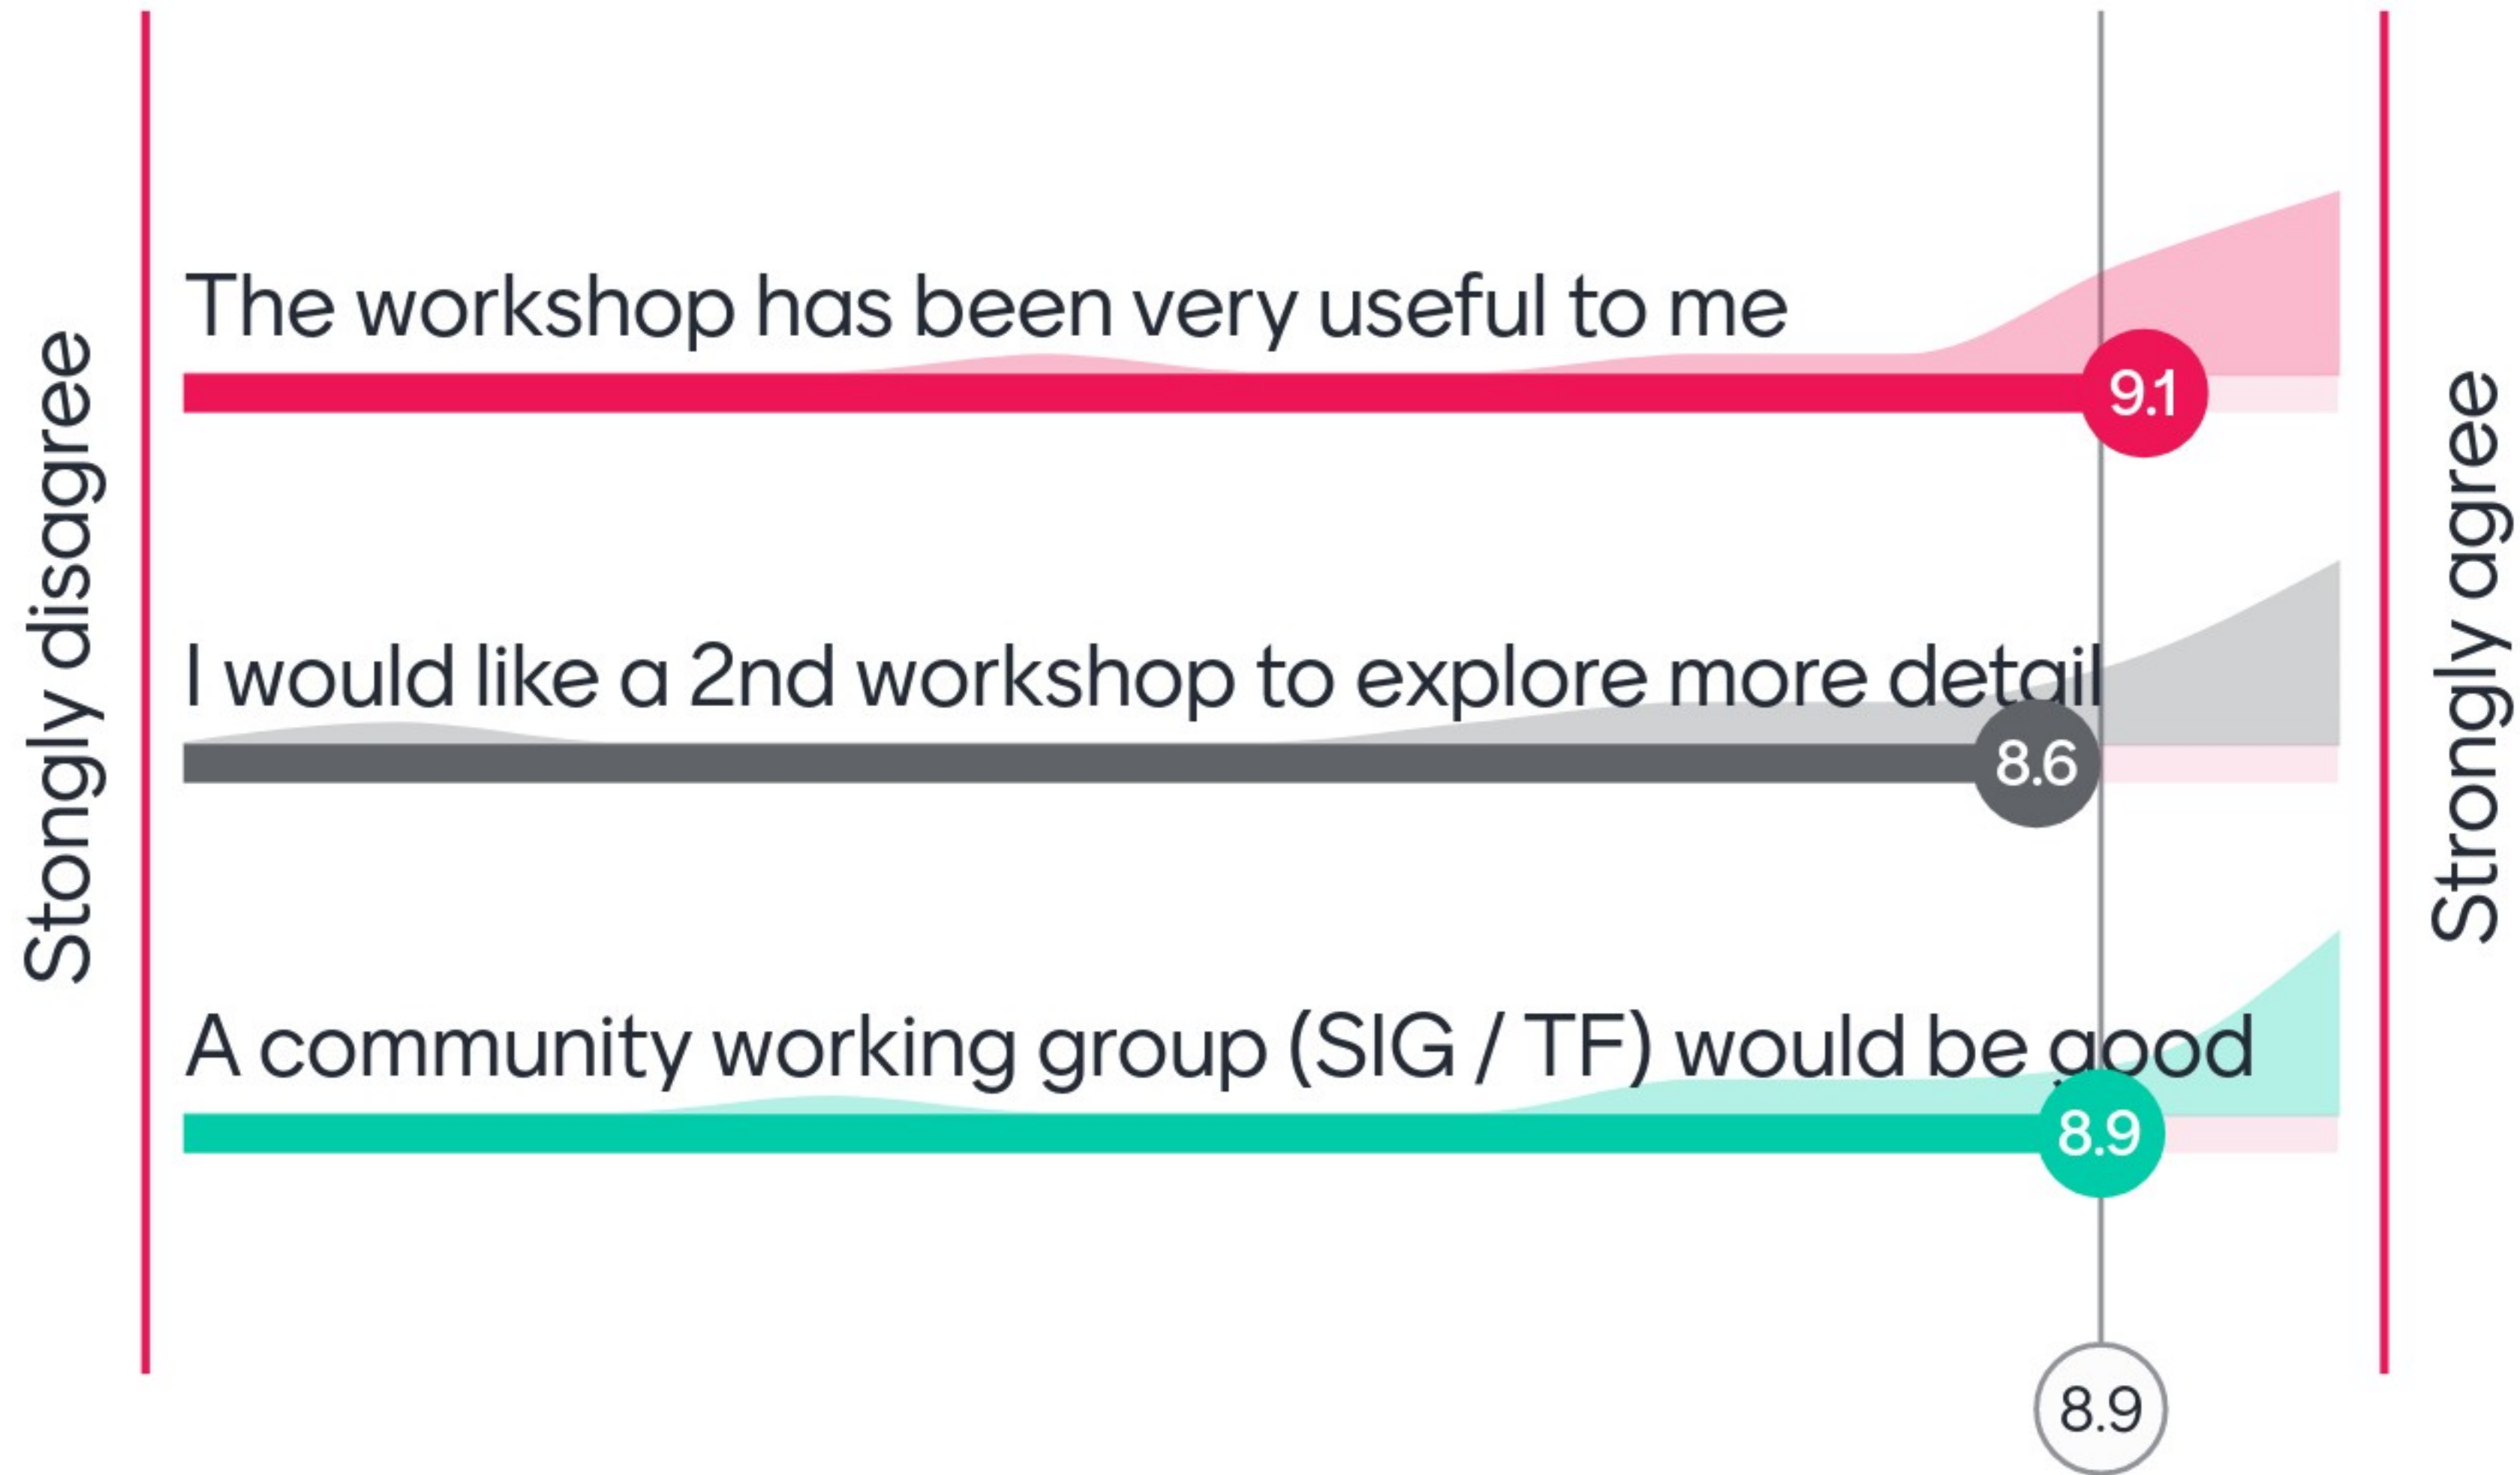 Stongly disagree
The workshop has been very useful to me
9.1
I would like a 2nd workshop to explore more detail
8.6
A community working group (SIG / TF) would be good
8.9
8.9
Strongly agree